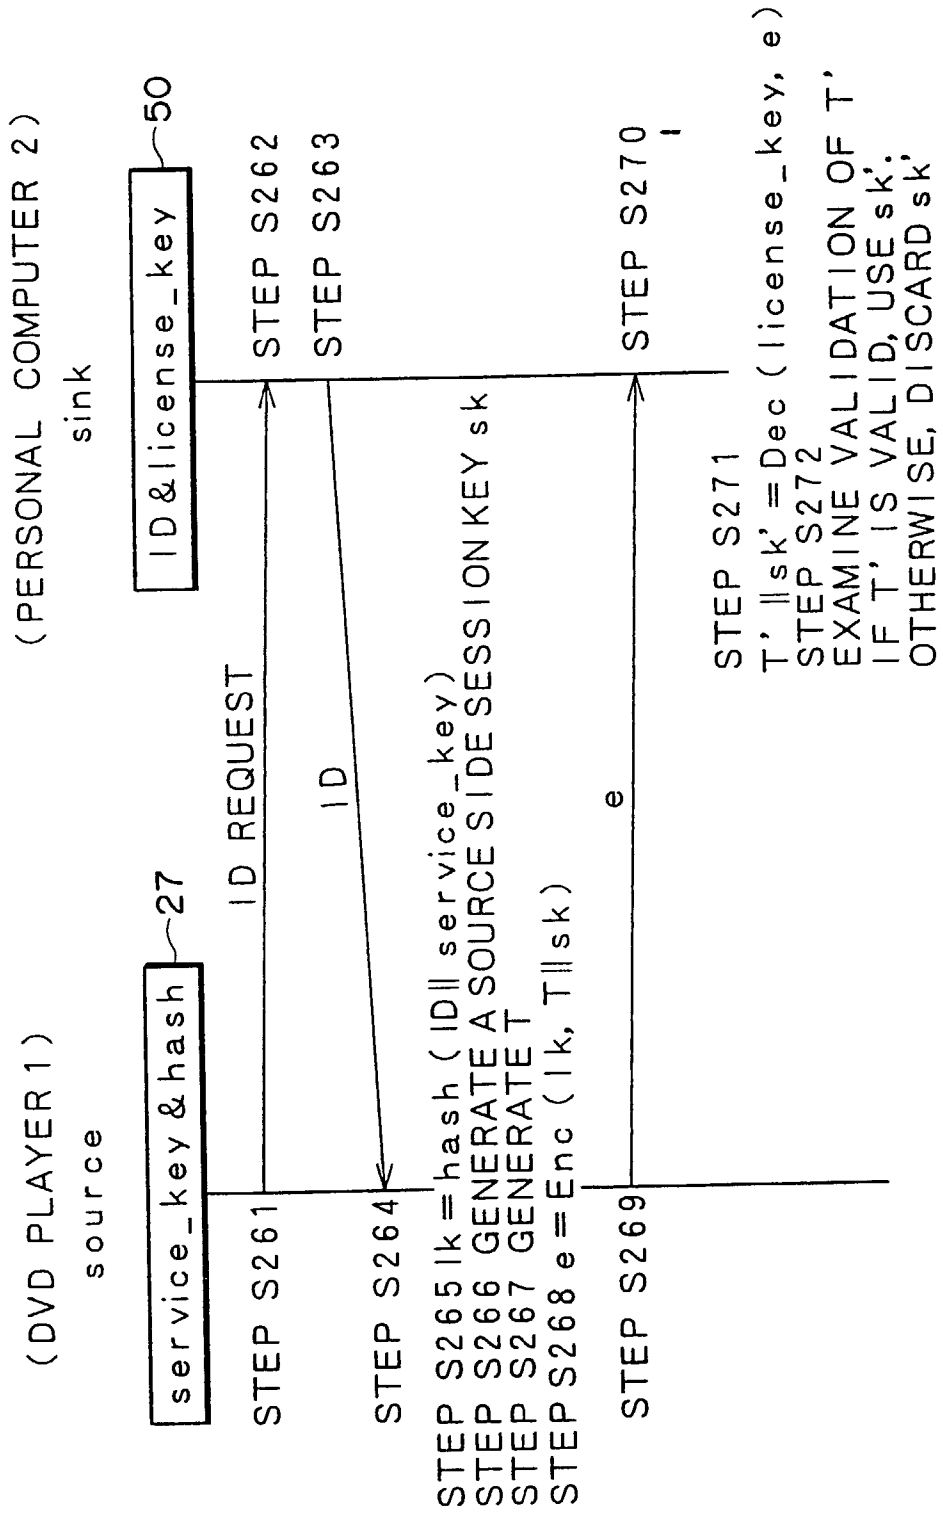 (DVD PLAYER 1)
source
service_key & hash
27
(PERSONAL COMPUTER 2)
sink
ID & license_key
50
STEP S261
ID REQUEST
STEP S262
STEP S263
ID
STEP S264
STEP S265 lk = hash (ID || service_key)
STEP S266 GENERATE A SOURCE SIDE SESSION KEY sk
STEP S267 GENERATE T
STEP S268 e = Enc (lk, T || sk)
STEP S269
e
STEP S270
STEP S271
T' || sk' = Dec (license_key, e)
STEP S272
EXAMINE VALIDATION OF T'
IF T' IS VALID, USE sk'.
OTHERWISE, DISCARD sk'